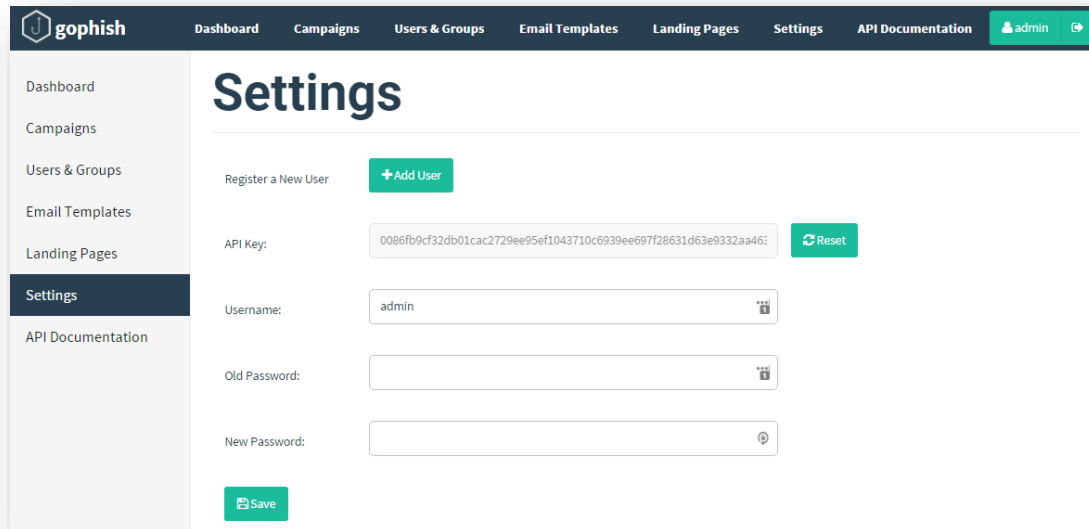 gophish
Dashboard Campaigns Users & Groups Email Templates Landing Pages Settings API Documentation admin
Dashboard
Campaigns
Users & Groups
Email Templates
Landing Pages
Settings
API Documentation
Settings
Register a New User
Add User
API Key:
0086fb9cf32db01cac2729ee95ef1043710c6939ee697f28631d63e9332aa463
Reset
Username:
admin
Old Password:
New Password:
Save